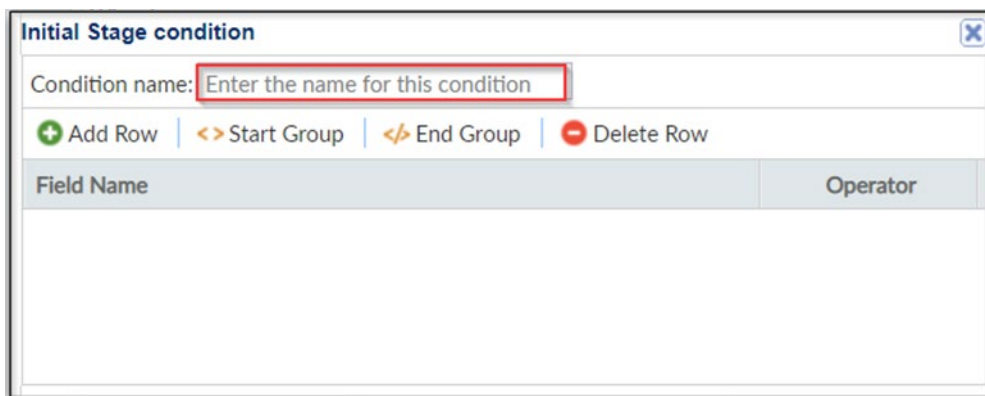 Initial Stage condition
Condition name: Enter the name for this condition
Add Row <> Start Group </> End Group Delete Row
Field Name Operator